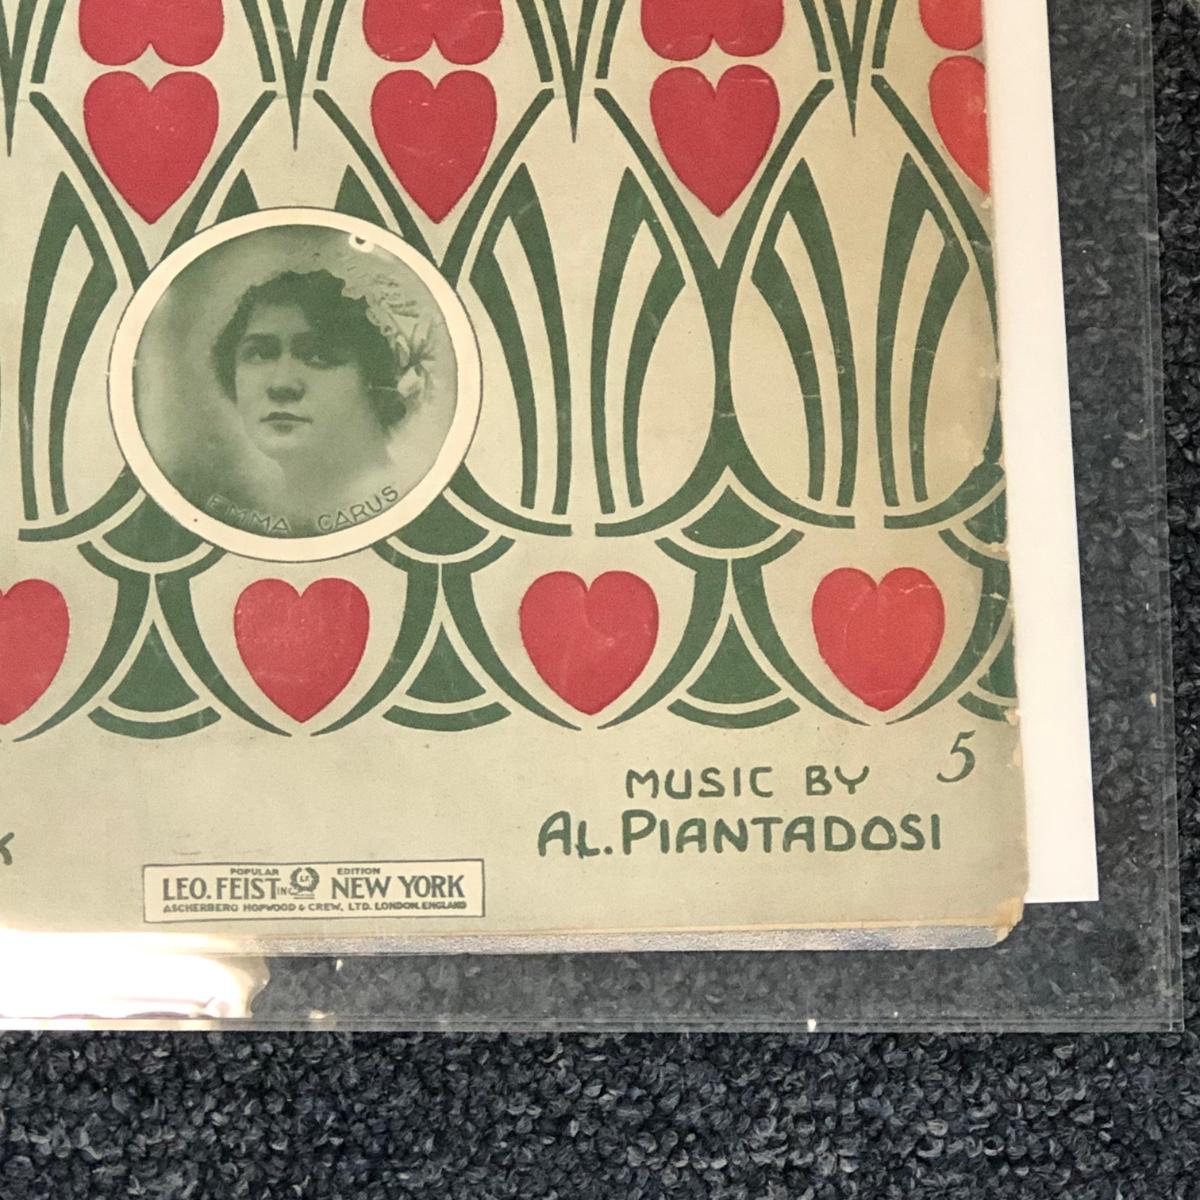 EMMA CARUS
5
MUSIC BY
AL. PIANTADOSI
POPULAR EDITION
LEO. FEIST INC NEW YORK
ASCHERBERG HOPWOOD & CREW, LTD. LONDON. ENGLAND